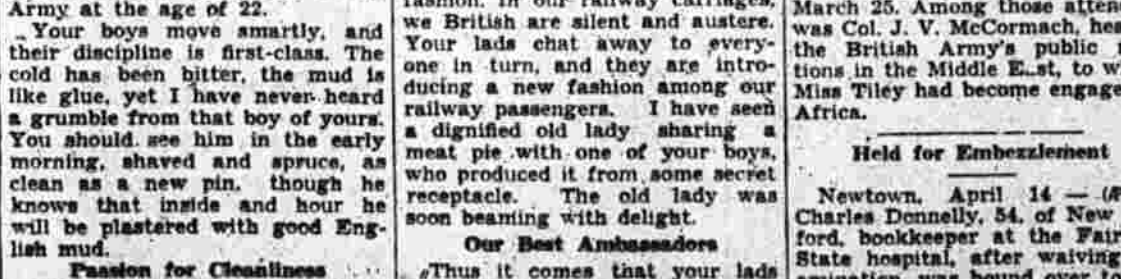 Army at the age of 22.
Your boys move smartly, and
their discipline is first-class. The
cold has been bitter, the mud is
like glue, yet I have never heard
a grumble from that boy of yours.
You should see him in the early
morning, shaved and spruce, as
clean as a new pin, though he
knows that inside and hour he
will be plastered with good Eng-
lish mud.
Passion for Cleanliness
fashion. In our railway carriages,
we British are silent and austere.
Your lads chat away to every-
one in turn, and they are intro-
ducing a new fashion among our
railway passengers. I have seen
a dignified old lady sharing a
meat pie with one of your boys,
who produced it from some secret
receptacle. The old lady was
soon beaming with delight.
Our Best Ambassadors
"Thus it comes that your lads
March 25. Among those atten
was Col. J. V. McCormach, hea
the British Army's public
tions in the Middle E..st, to w
Miss Tiley had become engage
Africa.
Held for Embezzlement
Newtown, April 14 — (
Charles Donnelly, 54, of New
ford, bookkeeper at the Fair
State hospital, after waiving